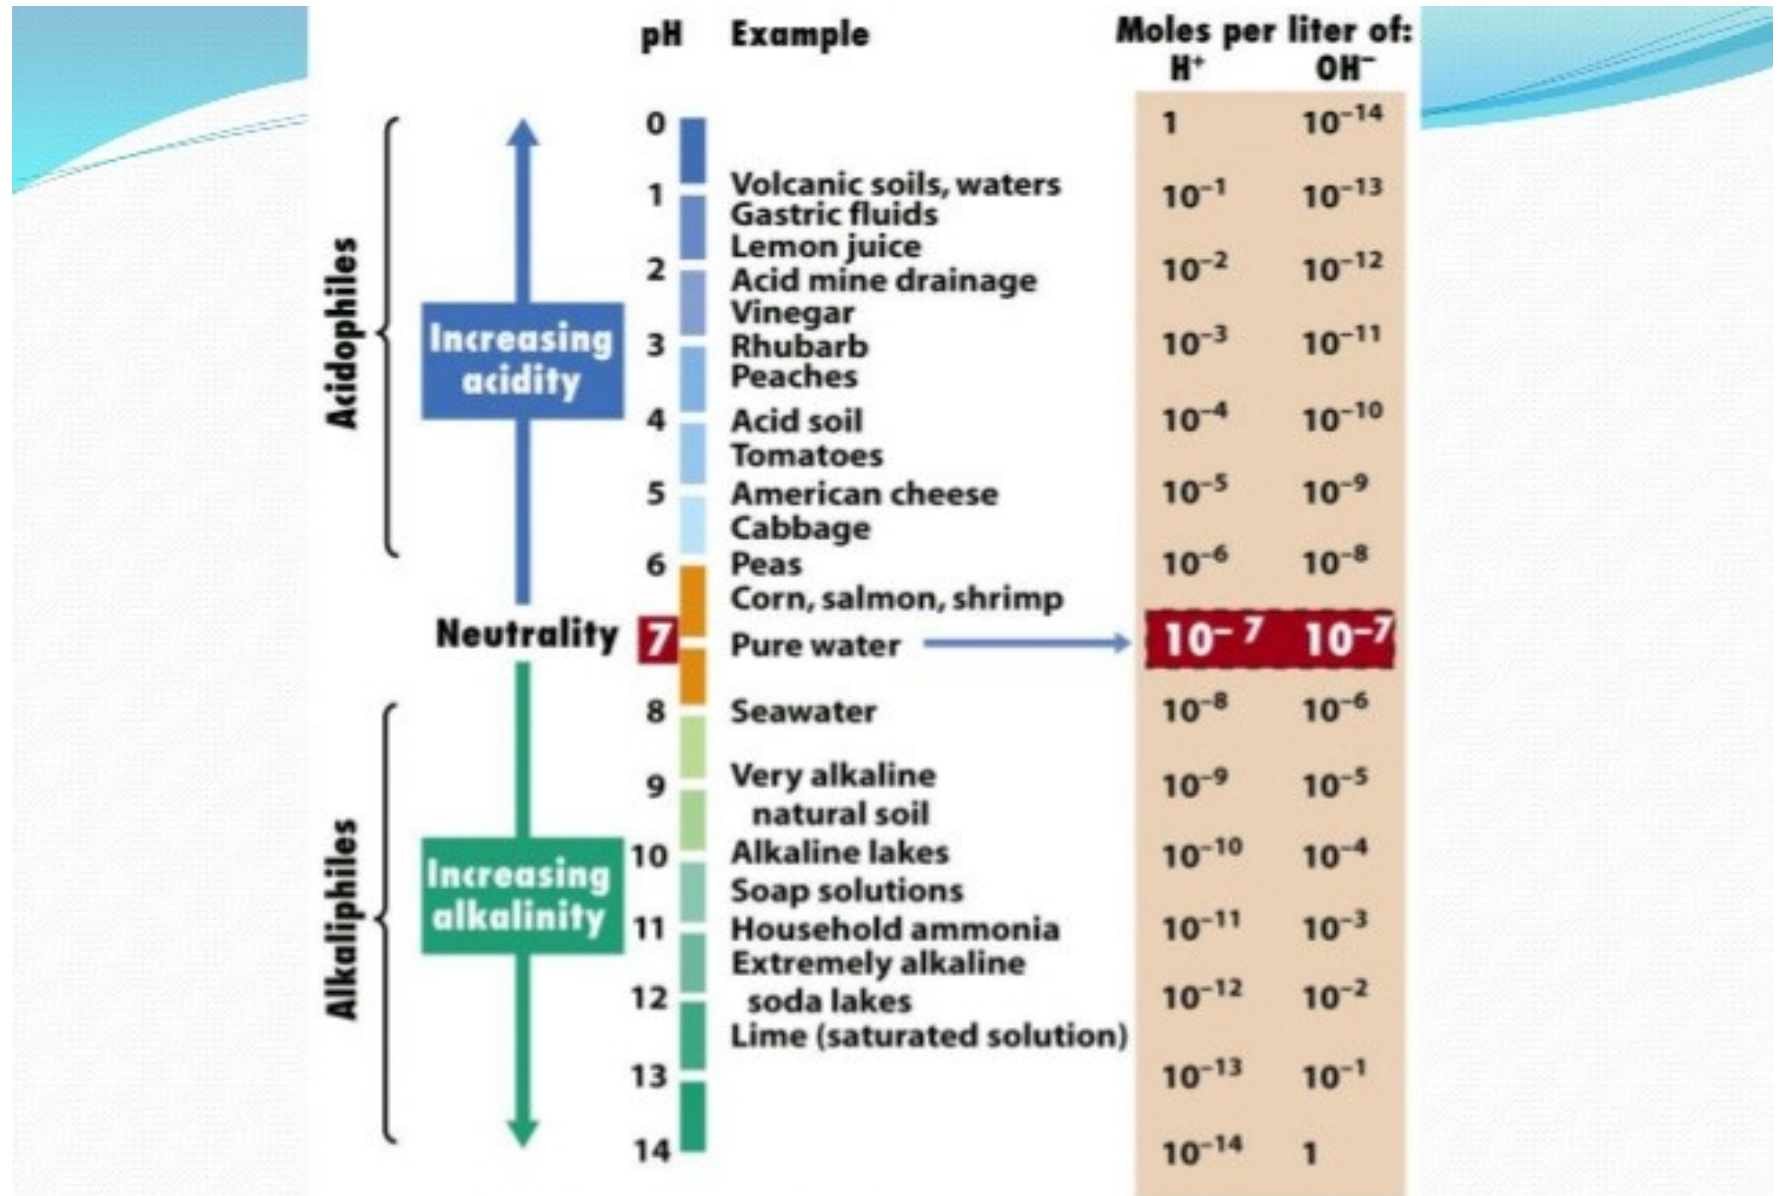 pH Example Moles per liter of:
H⁺ OH⁻
0 1 10⁻¹⁴
Volcanic soils, waters
1 10⁻¹ 10⁻¹³
Gastric fluids
Lemon juice
2 10⁻² 10⁻¹²
Acid mine drainage
Vinegar
3 Rhubarb 10⁻³ 10⁻¹¹
Peaches
4 Acid soil 10⁻⁴ 10⁻¹⁰
Tomatoes
5 American cheese 10⁻⁵ 10⁻⁹
Cabbage
6 Peas 10⁻⁶ 10⁻⁸
Corn, salmon, shrimp
Neutrality 7 Pure water 10⁻⁷ 10⁻⁷
8 Seawater 10⁻⁸ 10⁻⁶
Very alkaline
9 10⁻⁹ 10⁻⁵
natural soil
10 Alkaline lakes 10⁻¹⁰ 10⁻⁴
Soap solutions
11 Household ammonia 10⁻¹¹ 10⁻³
Extremely alkaline
12 soda lakes 10⁻¹² 10⁻²
Lime (saturated solution)
13 10⁻¹³ 10⁻¹
14 10⁻¹⁴ 1
Acidophiles
Increasing
acidity
Alkaliphiles
Increasing
alkalinity